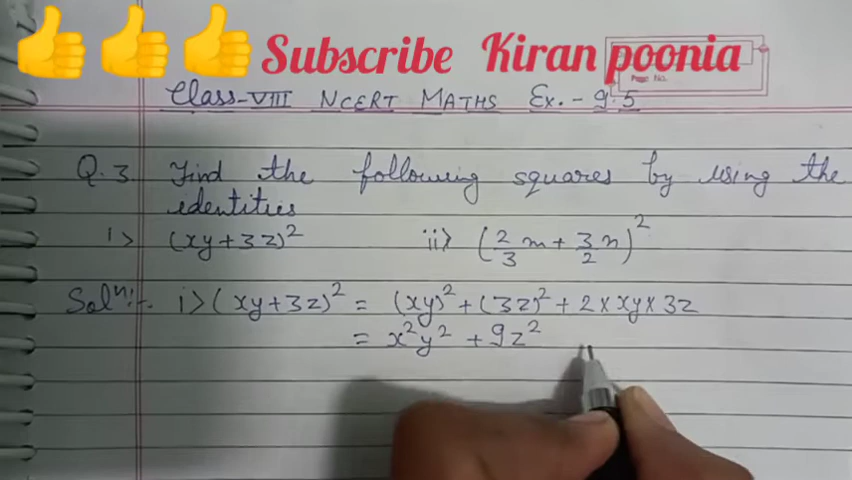 👍👍👍 Subscribe Kiran poonia
Page No.
Class-VIII NCERT MATHS Ex.- 9.5
Q.3 Find the following squares by using the
identities
i> (xy+3z)² ii> (2/3 m + 3/2 n)²
Solⁿ:-. i> (xy+3z)² = (xy)² + (3z)² + 2×xy×3z
= x²y² + 9z²